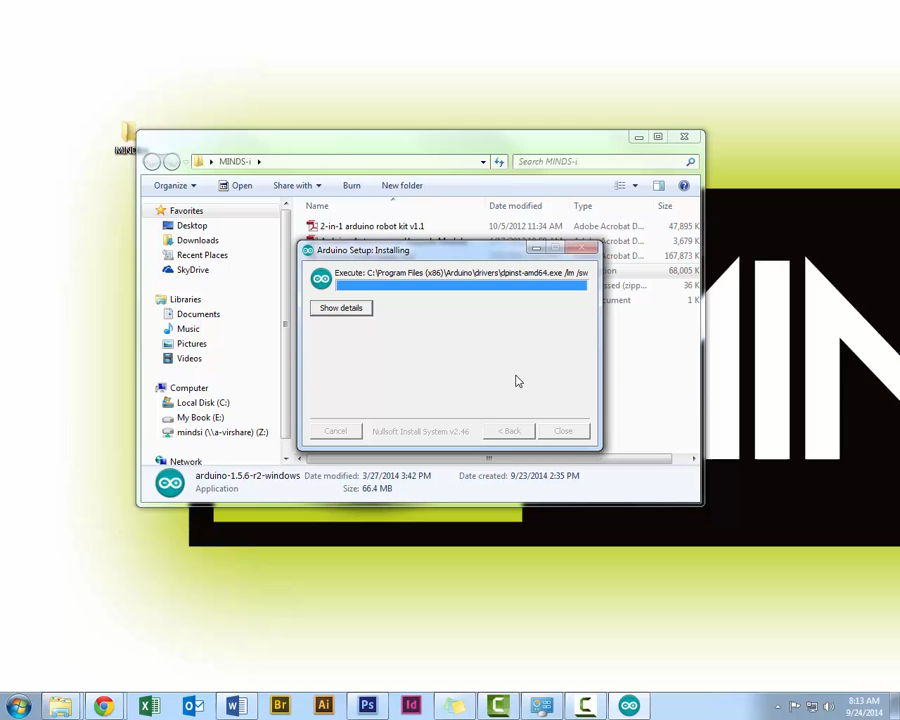 MINDS-i
Search MINDS-i
Organize
Open
Share with
Burn
New folder
Favorites
Desktop
Downloads
Recent Places
SkyDrive
Libraries
Documents
Music
Pictures
Videos
Computer
Local Disk (C:)
My Book (E:)
mindsi (\\a-virshare) (Z:)
Network
Name Date modified Type Size
2-in-1 arduino robot kit v1.1 10/5/2012 11:34 AM Adobe Acrobat D... 47,895 K
Adobe Acrobat D... 3,679 K
Adobe Acrobat D... 167,873 K
68,005 K
36 K
1 K
Arduino Setup: Installing
Execute: C:\Program Files (x86)\Arduino\drivers\dpinst-amd64.exe /lm /sw
Show details
Cancel
Nullsoft Install System v2.46
< Back
Close
arduino-1.5.6-r2-windows Date modified: 3/27/2014 3:42 PM Date created: 9/23/2014 2:35 PM
Application Size: 66.4 MB
MIN
Br
Ai
Ps
Id
8:13 AM
9/24/2014